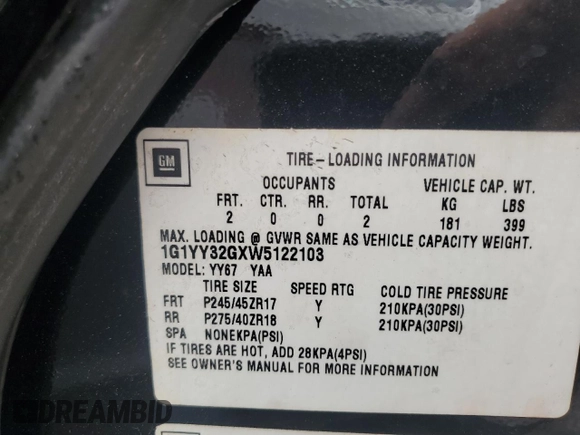 GM
TIRE-LOADING INFORMATION
OCCUPANTS VEHICLE CAP. WT.
FRT. CTR. RR. TOTAL KG LBS
2 0 0 2 181 399
MAX. LOADING @ GVWR SAME AS VEHICLE CAPACITY WEIGHT.
1G1YY32GXW5122103
MODEL: YY67 YAA
TIRE SIZE SPEED RTG COLD TIRE PRESSURE
FRT P245/45ZR17 Y 210KPA(30PSI)
RR P275/40ZR18 Y 210KPA(30PSI)
SPA NONEKPA(PSI)
IF TIRES ARE HOT, ADD 28KPA(4PSI)
SEE OWNER'S MANUAL FOR MORE INFORMATION
DREAMBID